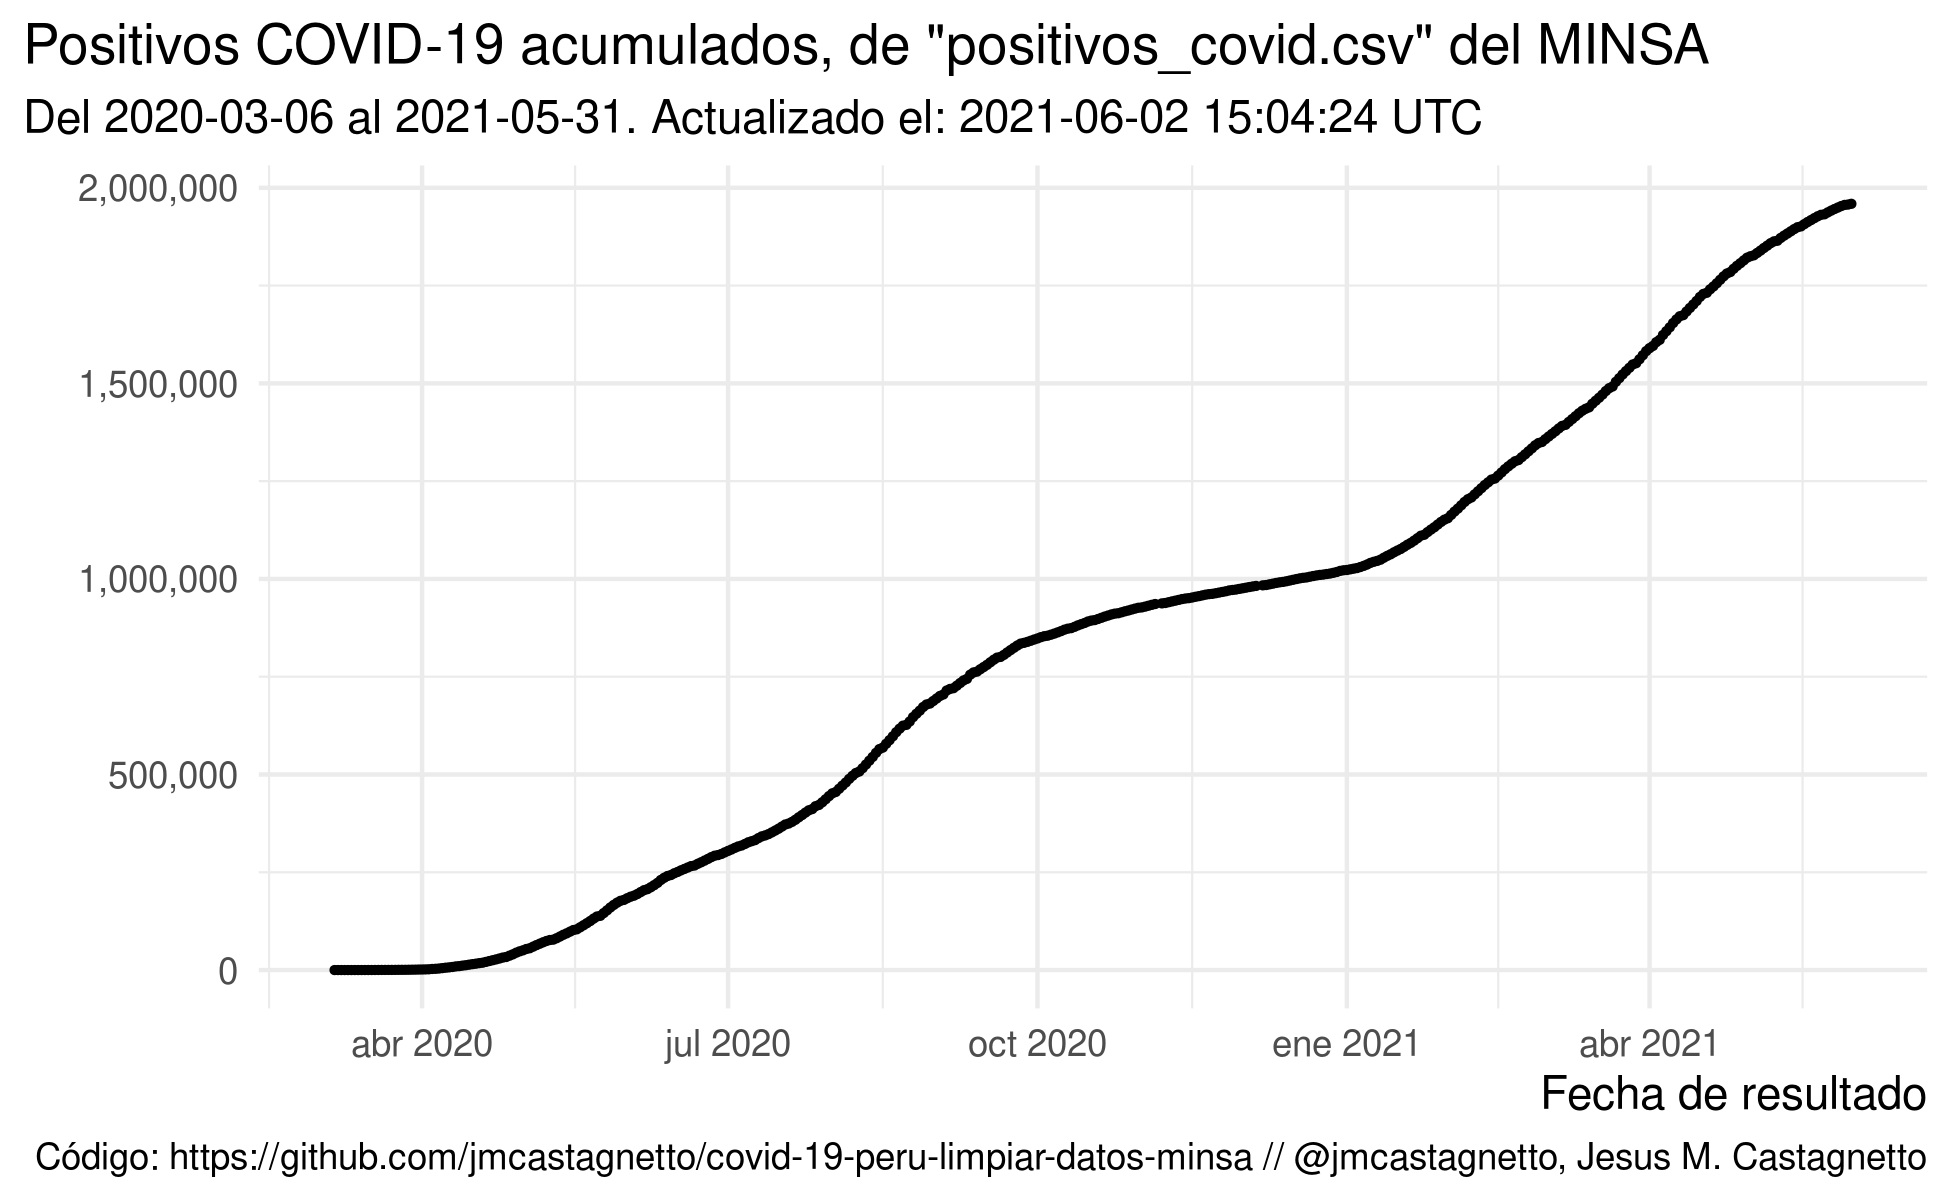 Positivos COVID-19 acumulados, de "positivos_covid.csv" del MINSA
Del 2020-03-06 al 2021-05-31. Actualizado el: 2021-06-02 15:04:24 UTC
2,000,000
1,500,000
1,000,000
500,000
0
abr 2020 jul 2020 oct 2020 ene 2021 abr 2021
Fecha de resultado
Código: https://github.com/jmcastagnetto/covid-19-peru-limpiar-datos-minsa // @jmcastagnetto, Jesus M. Castagnetto